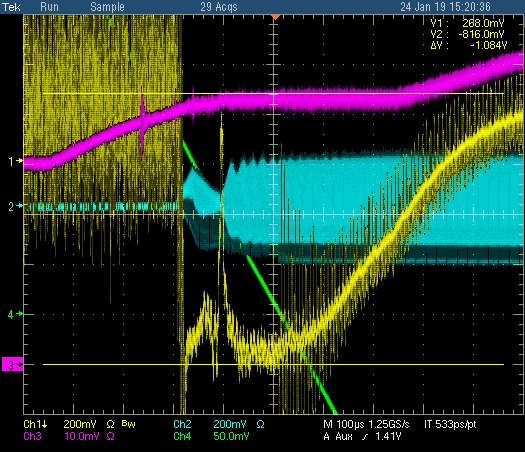 Tek Run Sample 29 Acqs 24 Jan 19 15:20:36
V1 : 288.0mV
V2 : -816.0mV
ΔV : -1.084V
1
2
4
3
Ch1↓ 200mV Ω Bw Ch2 200mV Ω M 100µs 1.25GS/s IT 533ps/pt
Ch3 10.0mV Ω Ch4 50.0mV A Aux ∕ 1.41V